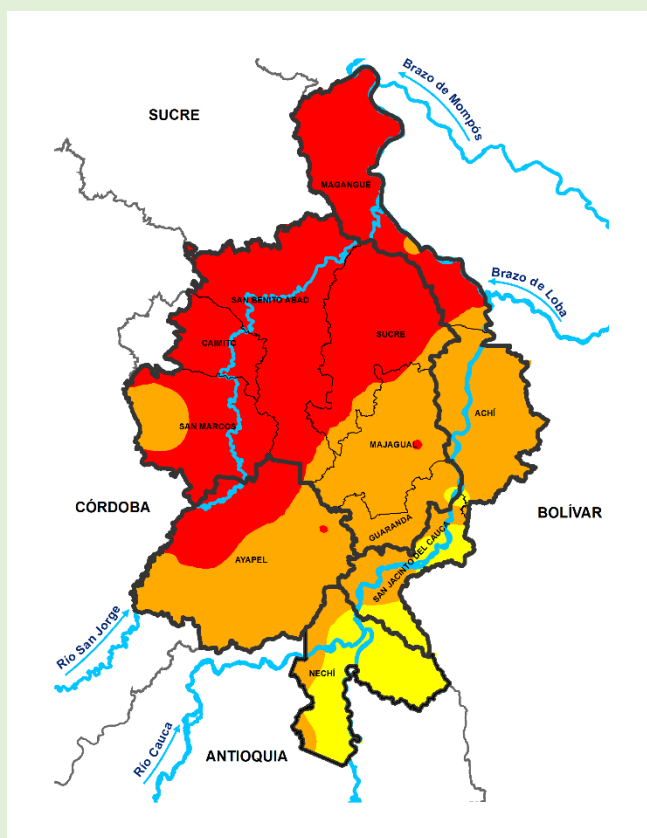 Brazo de Mompós
SUCRE
MAGANGUÉ
Brazo de Loba
SAN BENITO ABAD
SUCRE
CAIMITO
ACHÍ
SAN MARCOS
MAJAGUAL
CÓRDOBA
BOLÍVAR
GUARANDA
AYAPEL
SAN JACINTO DEL CAUCA
Río San Jorge
NECHÍ
Río Cauca
ANTIOQUIA